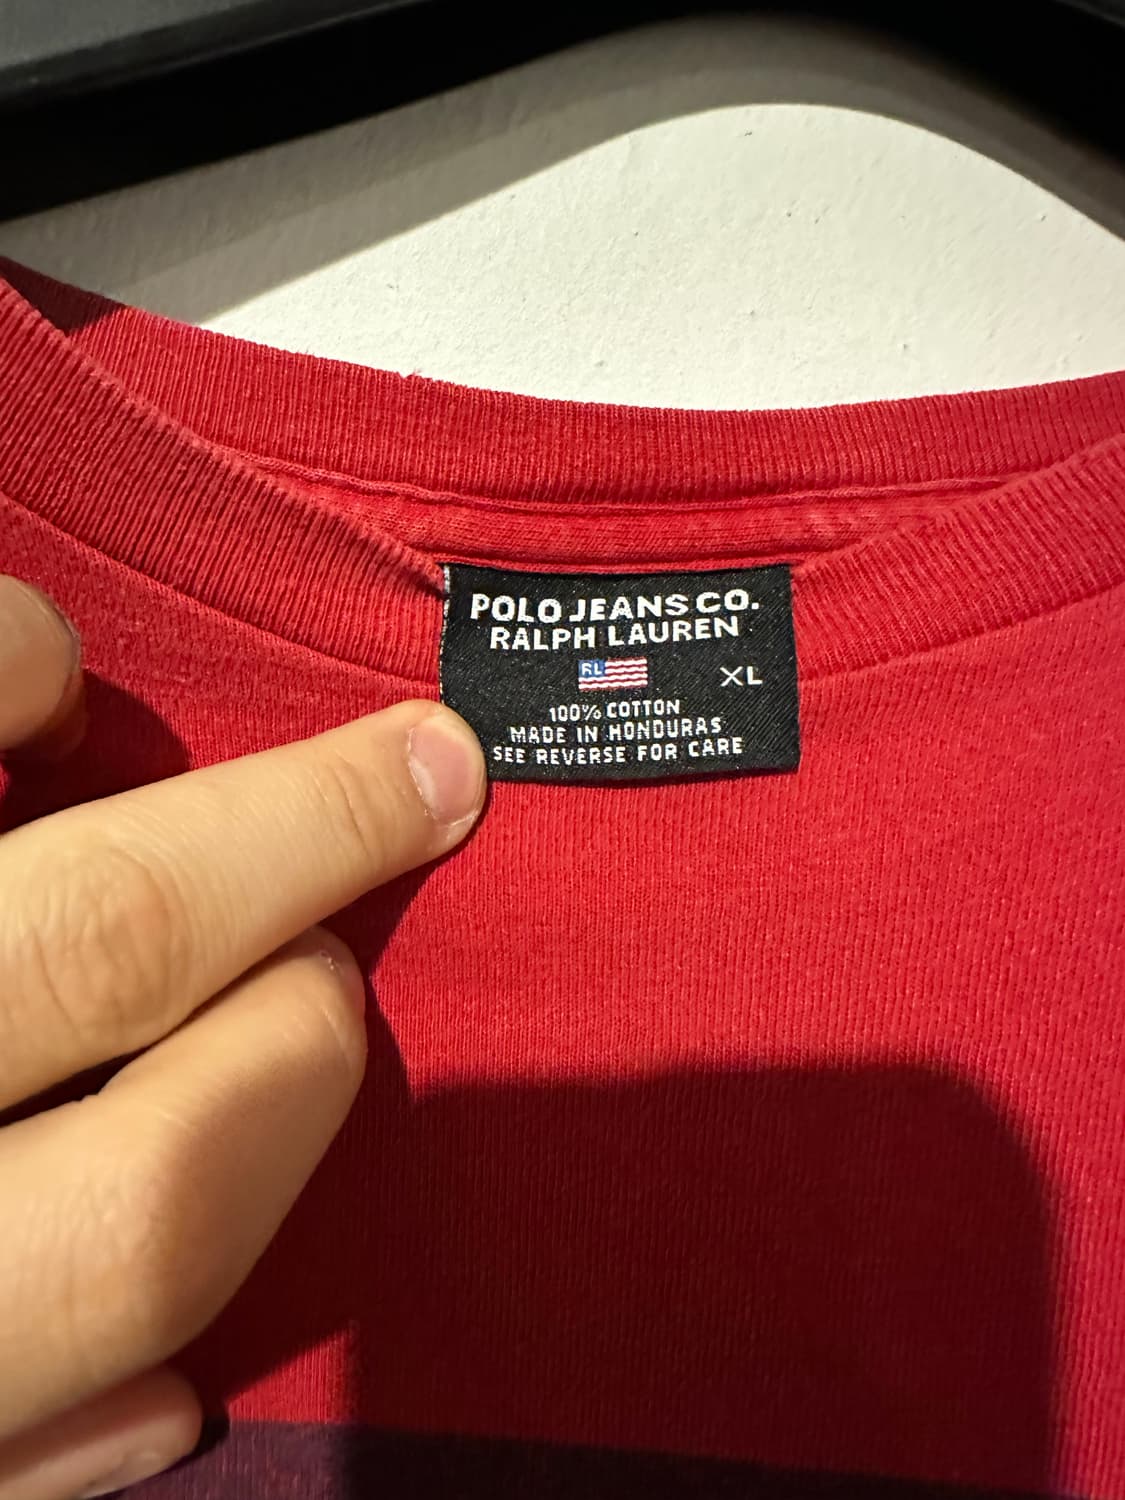 POLO JEANS CO.
RALPH LAUREN
RL
XL
100% COTTON
MADE IN HONDURAS
SEE REVERSE FOR CARE